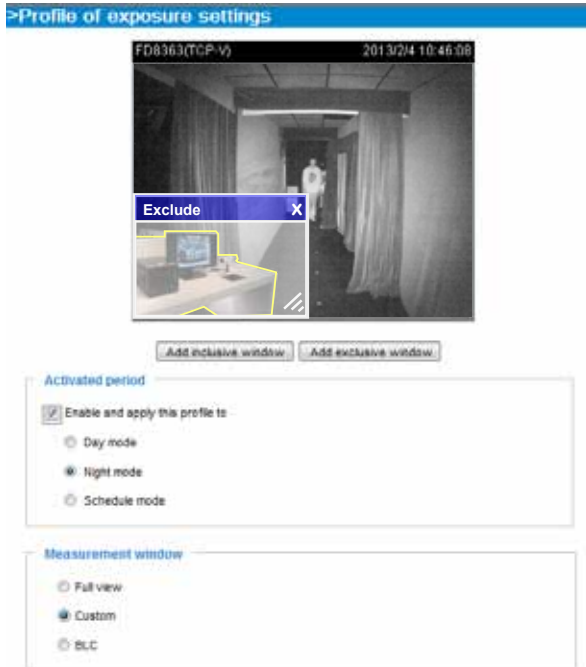 >Profile of exposure settings
FD8363(TCP-V) 2013/2/4 10:46:08
Exclude X
Add inclusive window Add exclusive window
Activated period
Enable and apply this profile to
Day mode
Night mode
Schedule mode
Measurement window
Full view
Custom
BLC